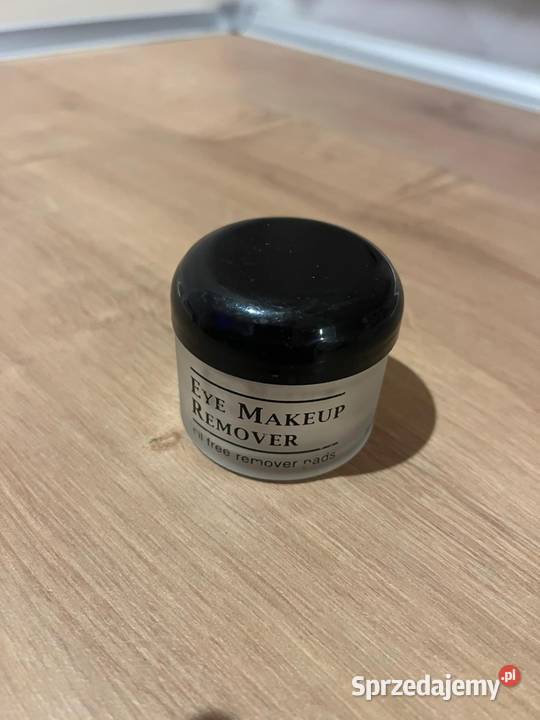 EYE MAKEUP
REMOVER
oil free remover pads
Sprzedajemy.pl